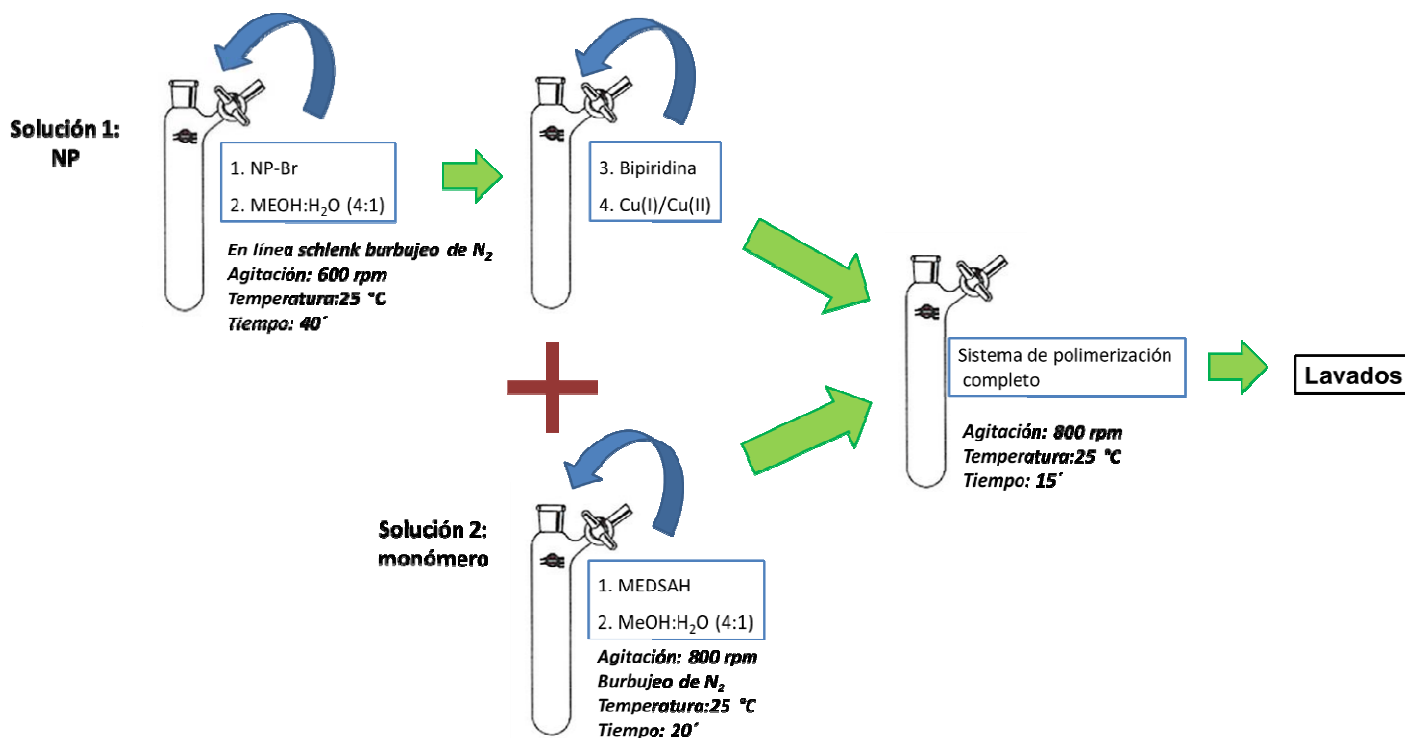 Solución 1:
NP
1. NP-Br
2. MEOH:H₂O (4:1)
En línea schlenk burbujeo de N₂
Agitación: 600 rpm
Temperatura:25 °C
Tiempo: 40´
3. Bipiridina
4. Cu(I)/Cu(II)
Solución 2:
monómero
1. MEDSAH
2. MeOH:H₂O (4:1)
Agitación: 800 rpm
Burbujeo de N₂
Temperatura:25 °C
Tiempo: 20´
Sistema de polimerización
completo
Agitación: 800 rpm
Temperatura:25 °C
Tiempo: 15´
Lavados